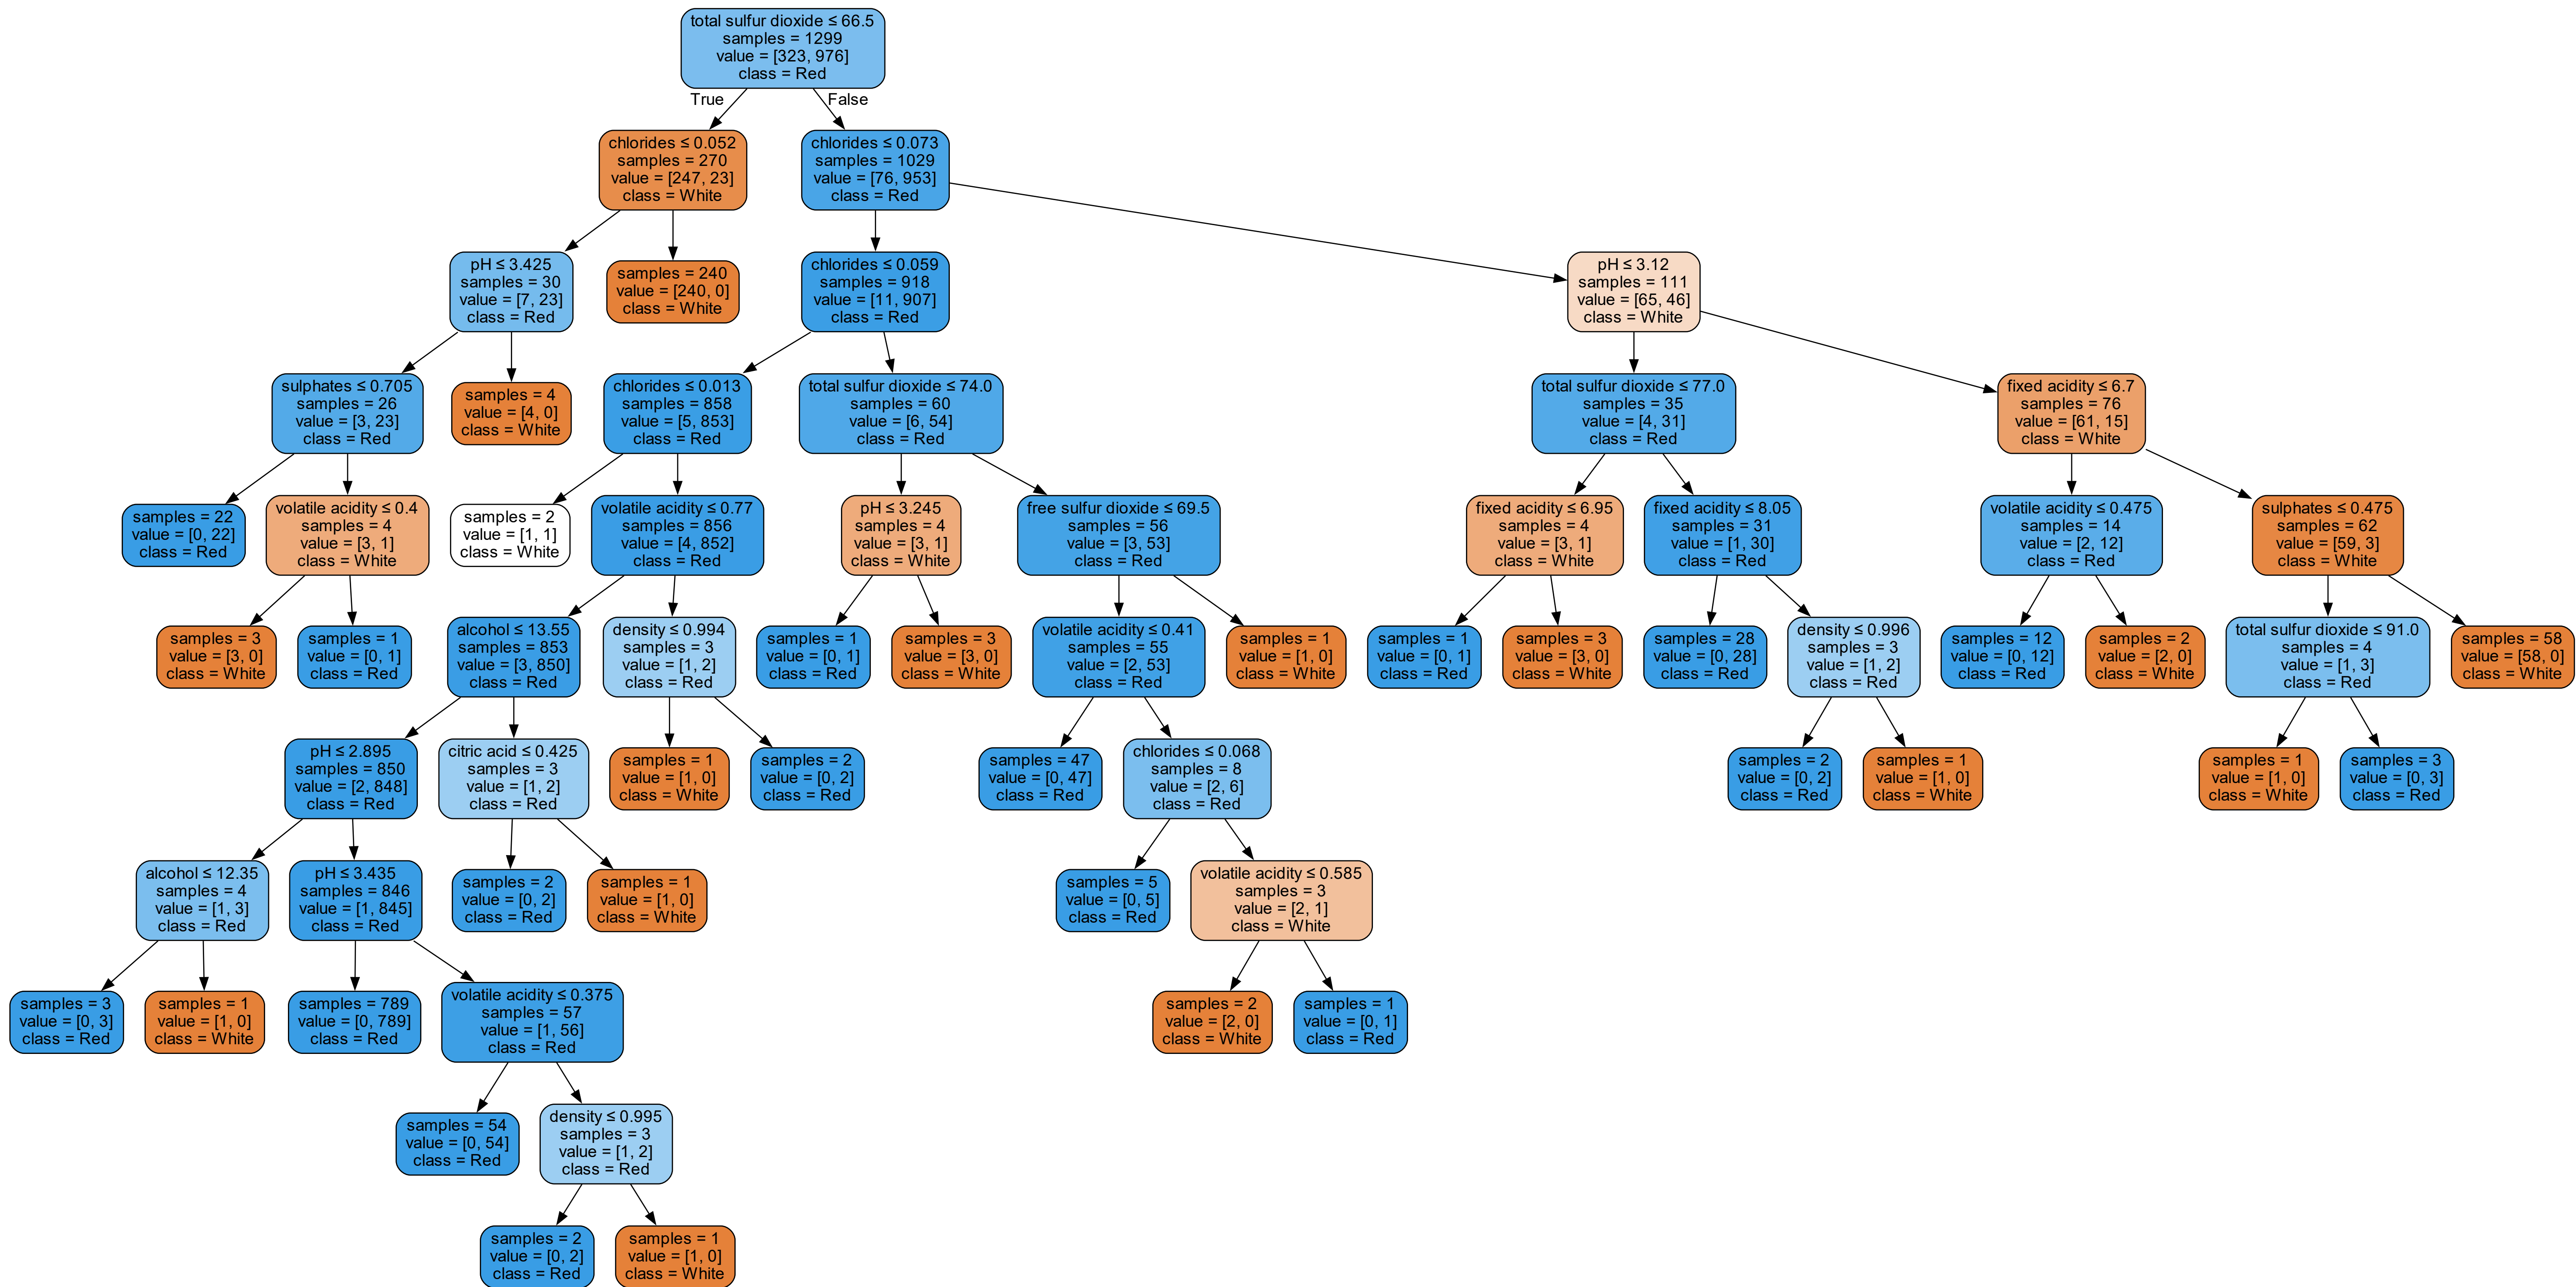 total sulfur dioxide ≤ 66.5
samples = 1299
value = [323, 976]
class = Red
True
False
chlorides ≤ 0.052
samples = 270
value = [247, 23]
class = White
chlorides ≤ 0.073
samples = 1029
value = [76, 953]
class = Red
pH ≤ 3.425
samples = 30
value = [7, 23]
class = Red
samples = 240
value = [240, 0]
class = White
chlorides ≤ 0.059
samples = 918
value = [11, 907]
class = Red
pH ≤ 3.12
samples = 111
value = [65, 46]
class = White
sulphates ≤ 0.705
samples = 26
value = [3, 23]
class = Red
samples = 4
value = [4, 0]
class = White
chlorides ≤ 0.013
samples = 858
value = [5, 853]
class = Red
total sulfur dioxide ≤ 74.0
samples = 60
value = [6, 54]
class = Red
total sulfur dioxide ≤ 77.0
samples = 35
value = [4, 31]
class = Red
fixed acidity ≤ 6.7
samples = 76
value = [61, 15]
class = White
samples = 22
value = [0, 22]
class = Red
volatile acidity ≤ 0.4
samples = 4
value = [3, 1]
class = White
samples = 2
value = [1, 1]
class = White
volatile acidity ≤ 0.77
samples = 856
value = [4, 852]
class = Red
pH ≤ 3.245
samples = 4
value = [3, 1]
class = White
free sulfur dioxide ≤ 69.5
samples = 56
value = [3, 53]
class = Red
fixed acidity ≤ 6.95
samples = 4
value = [3, 1]
class = White
fixed acidity ≤ 8.05
samples = 31
value = [1, 30]
class = Red
volatile acidity ≤ 0.475
samples = 14
value = [2, 12]
class = Red
sulphates ≤ 0.475
samples = 62
value = [59, 3]
class = White
samples = 3
value = [3, 0]
class = White
samples = 1
value = [0, 1]
class = Red
alcohol ≤ 13.55
samples = 853
value = [3, 850]
class = Red
density ≤ 0.994
samples = 3
value = [1, 2]
class = Red
samples = 1
value = [0, 1]
class = Red
samples = 3
value = [3, 0]
class = White
volatile acidity ≤ 0.41
samples = 55
value = [2, 53]
class = Red
samples = 1
value = [1, 0]
class = White
samples = 1
value = [0, 1]
class = Red
samples = 3
value = [3, 0]
class = White
samples = 28
value = [0, 28]
class = Red
density ≤ 0.996
samples = 3
value = [1, 2]
class = Red
samples = 12
value = [0, 12]
class = Red
samples = 2
value = [2, 0]
class = White
total sulfur dioxide ≤ 91.0
samples = 4
value = [1, 3]
class = Red
samples = 58
value = [58, 0]
class = White
pH ≤ 2.895
samples = 850
value = [2, 848]
class = Red
citric acid ≤ 0.425
samples = 3
value = [1, 2]
class = Red
samples = 1
value = [1, 0]
class = White
samples = 2
value = [0, 2]
class = Red
samples = 47
value = [0, 47]
class = Red
chlorides ≤ 0.068
samples = 8
value = [2, 6]
class = Red
samples = 2
value = [0, 2]
class = Red
samples = 1
value = [1, 0]
class = White
samples = 1
value = [1, 0]
class = White
samples = 3
value = [0, 3]
class = Red
alcohol ≤ 12.35
samples = 4
value = [1, 3]
class = Red
pH ≤ 3.435
samples = 846
value = [1, 845]
class = Red
samples = 2
value = [0, 2]
class = Red
samples = 1
value = [1, 0]
class = White
samples = 5
value = [0, 5]
class = Red
volatile acidity ≤ 0.585
samples = 3
value = [2, 1]
class = White
samples = 3
value = [0, 3]
class = Red
samples = 1
value = [1, 0]
class = White
samples = 789
value = [0, 789]
class = Red
volatile acidity ≤ 0.375
samples = 57
value = [1, 56]
class = Red
samples = 2
value = [2, 0]
class = White
samples = 1
value = [0, 1]
class = Red
samples = 54
value = [0, 54]
class = Red
density ≤ 0.995
samples = 3
value = [1, 2]
class = Red
samples = 2
value = [0, 2]
class = Red
samples = 1
value = [1, 0]
class = White